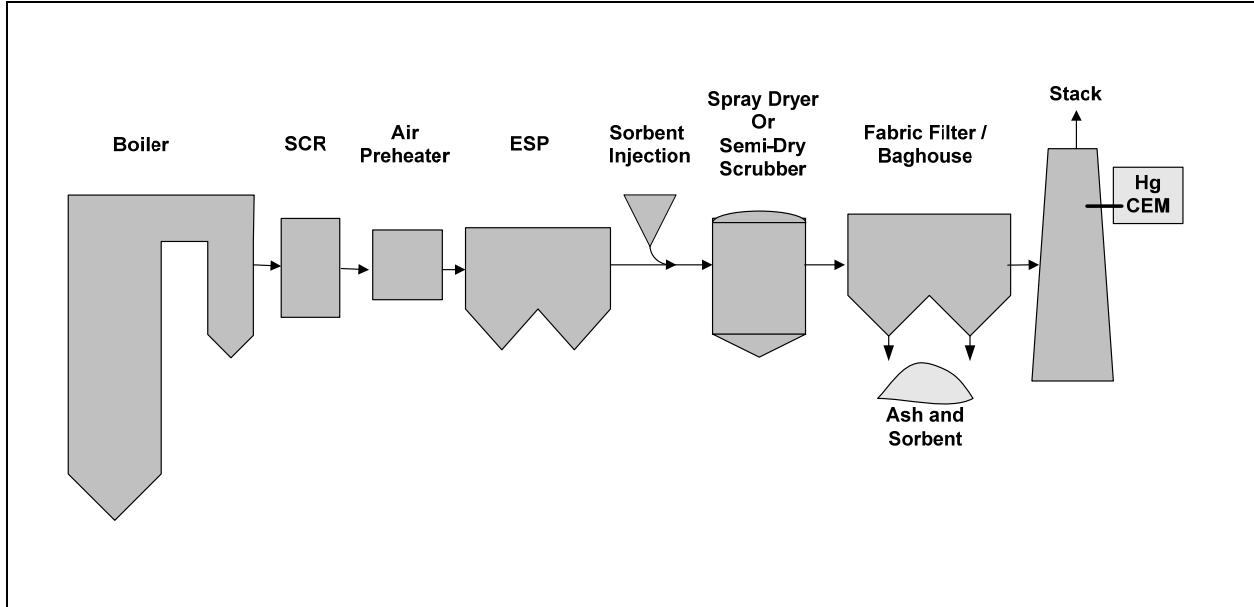 Boiler
SCR
Air
Preheater
ESP
Sorbent
Injection
Spray Dryer
Or
Semi-Dry
Scrubber
Fabric Filter /
Baghouse
Stack
Hg
CEM
Ash and
Sorbent